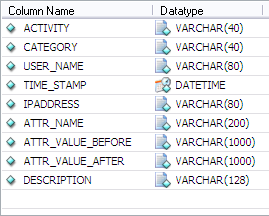 Column Name Datatype
ACTIVITY VARCHAR(40)
CATEGORY VARCHAR(40)
USER_NAME VARCHAR(80)
TIME_STAMP DATETIME
IPADDRESS VARCHAR(80)
ATTR_NAME VARCHAR(200)
ATTR_VALUE_BEFORE VARCHAR(1000)
ATTR_VALUE_AFTER VARCHAR(1000)
DESCRIPTION VARCHAR(128)